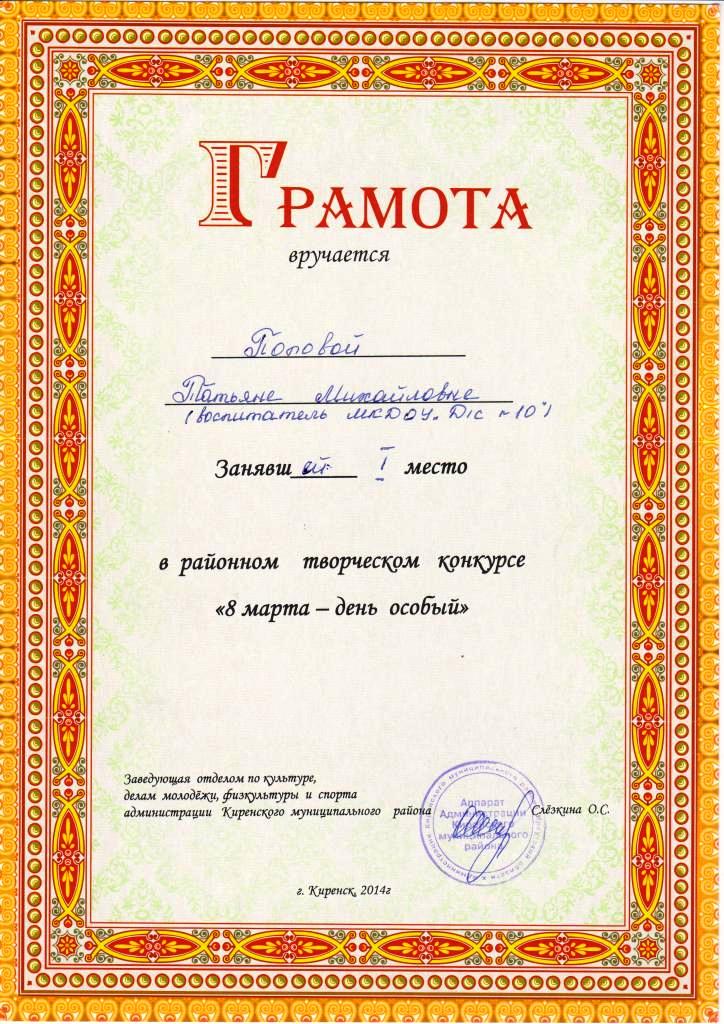 Грамота
вручается
Поповой
Татьяне Михайловне
(воспитатель МКДОУ „Д/с №10")
Занявшей I место
в районном творческом конкурсе
«8 марта – день особый»
Заведующая отделом по культуре,
делам молодёжи, физкультуры и спорта
администрации Киренского муниципального района Слёзкина О.С.
Аппарат
Администрации
Киренского
муниципального
района
г. Киренск, 2014г